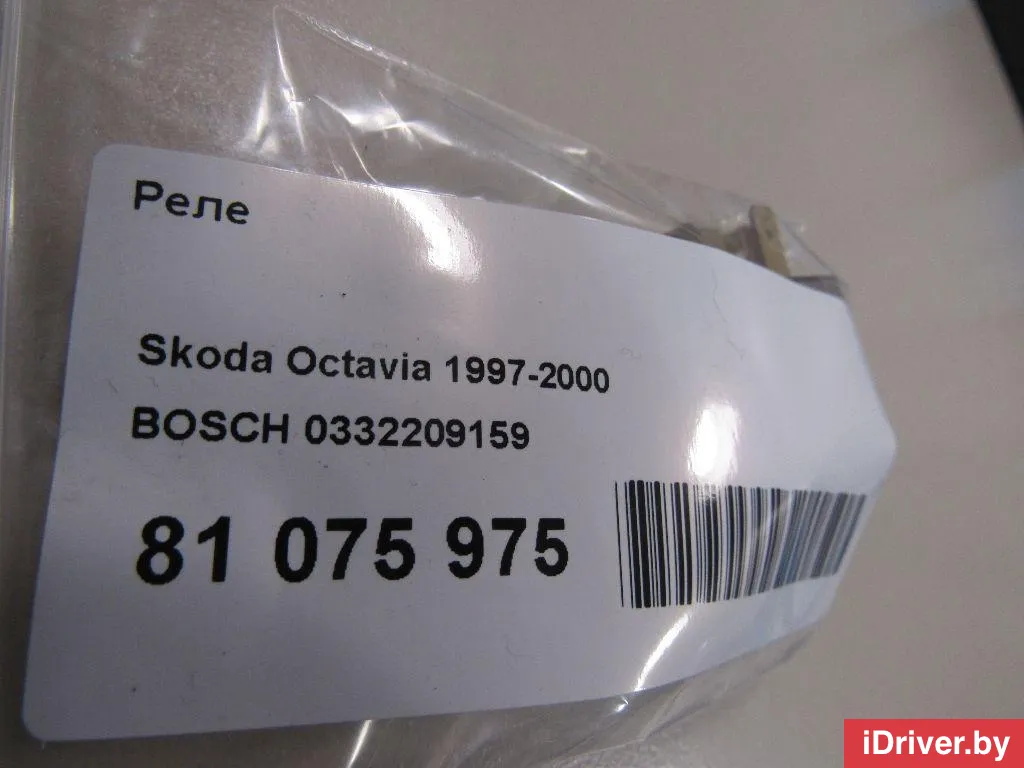 Реле
Skoda Octavia 1997-2000
BOSCH 0332209159
81 075 975
iDriver.by